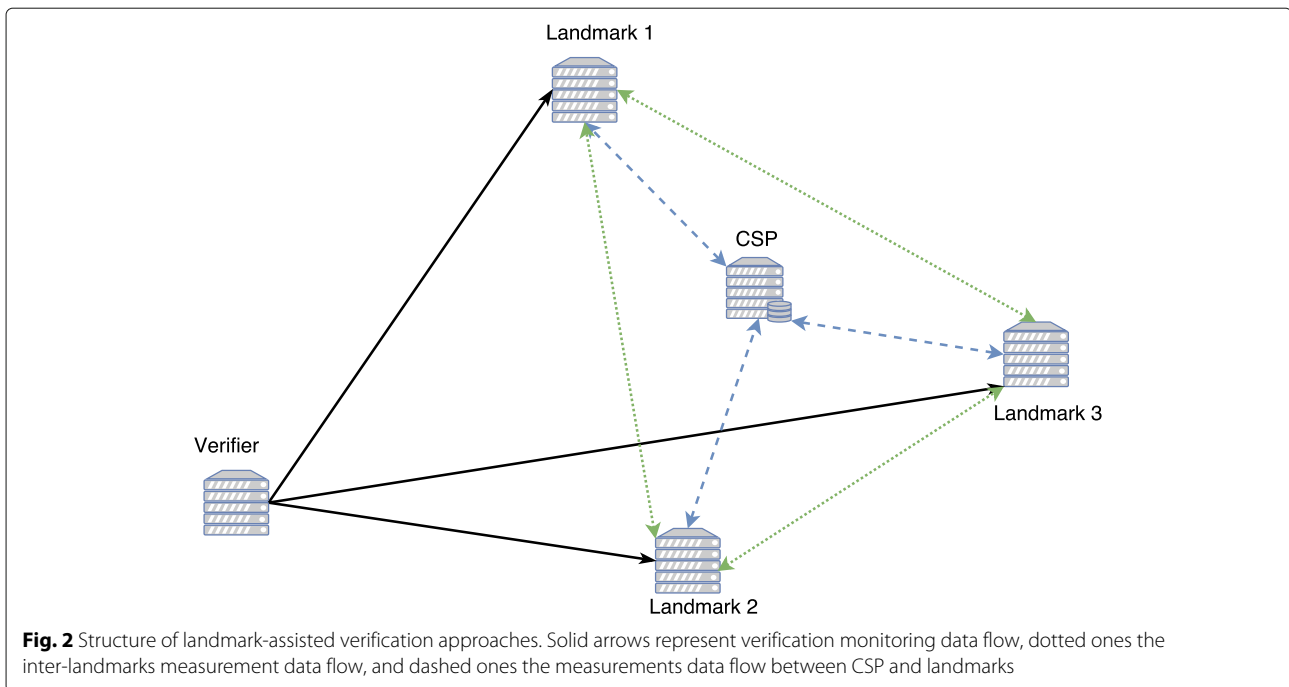 Landmark 1
CSP
Landmark 3
Verifier
Landmark 2
Fig. 2 Structure of landmark-assisted verification approaches. Solid arrows represent verification monitoring data flow, dotted ones the
inter-landmarks measurement data flow, and dashed ones the measurements data flow between CSP and landmarks